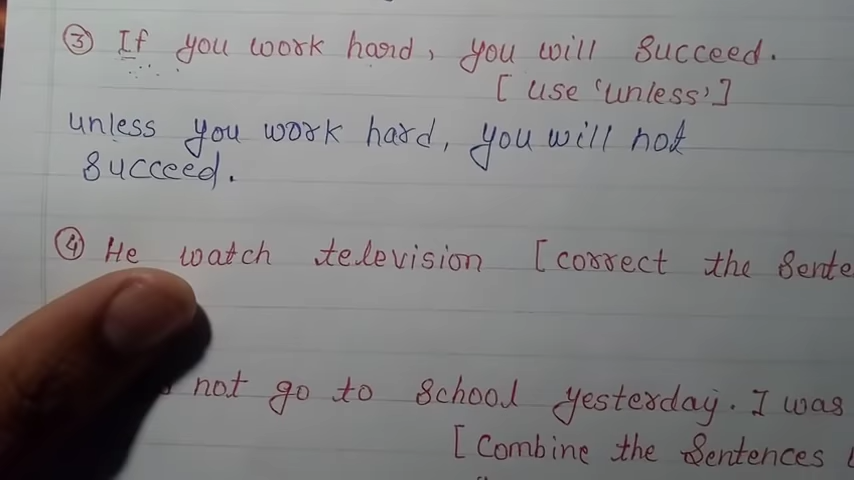 ③ If you work hard, you will succeed.
[ use 'unless']
unless you work hard, you will not
succeed.
④ He watch television [correct the
not go to school yesterday. I was
[Combine the sentences